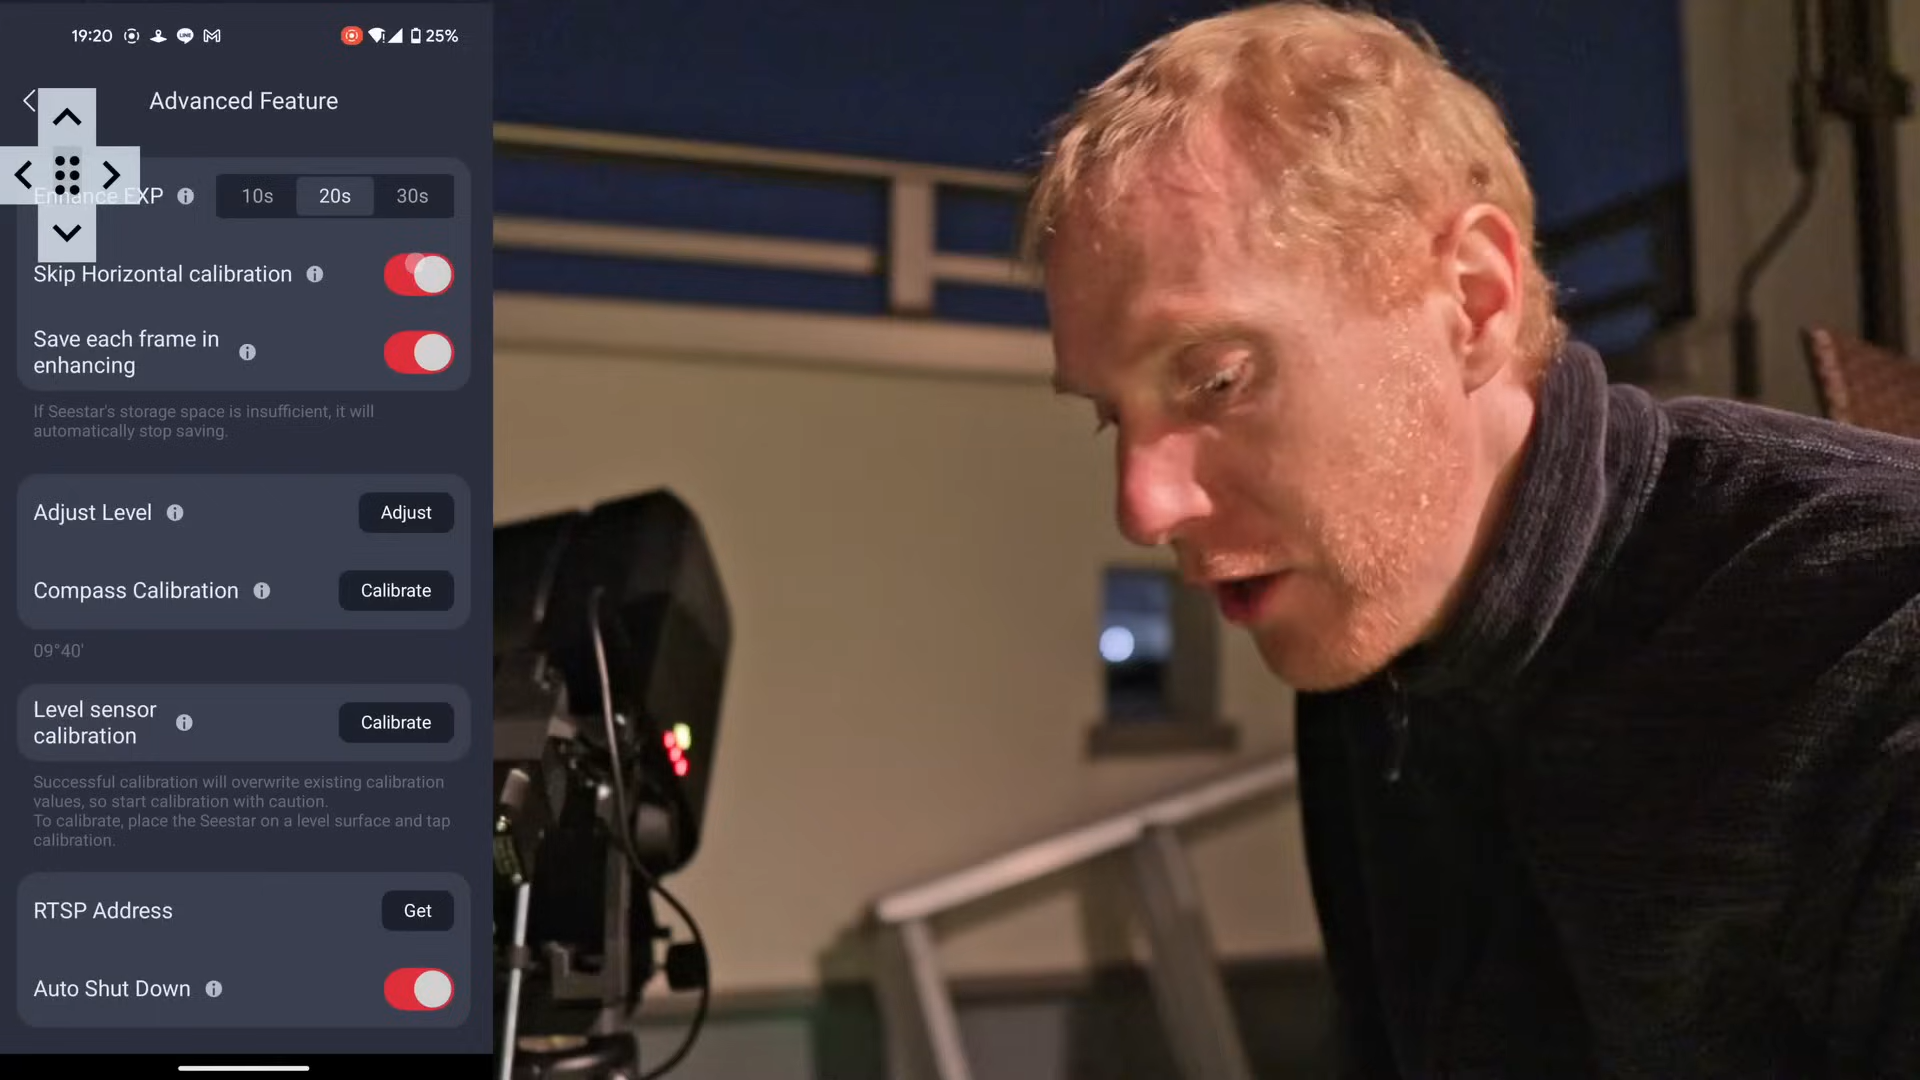 19:20
25%
Advanced Feature
Enhance EXP
10s 20s 30s
Skip Horizontal calibration
Save each frame in
enhancing
If Seestar's storage space is insufficient, it will
automatically stop saving.
Adjust Level
Adjust
Compass Calibration
Calibrate
09°40'
Level sensor
calibration
Calibrate
Successful calibration will overwrite existing calibration
values, so start calibration with caution.
To calibrate, place the Seestar on a level surface and tap
calibration.
RTSP Address
Get
Auto Shut Down